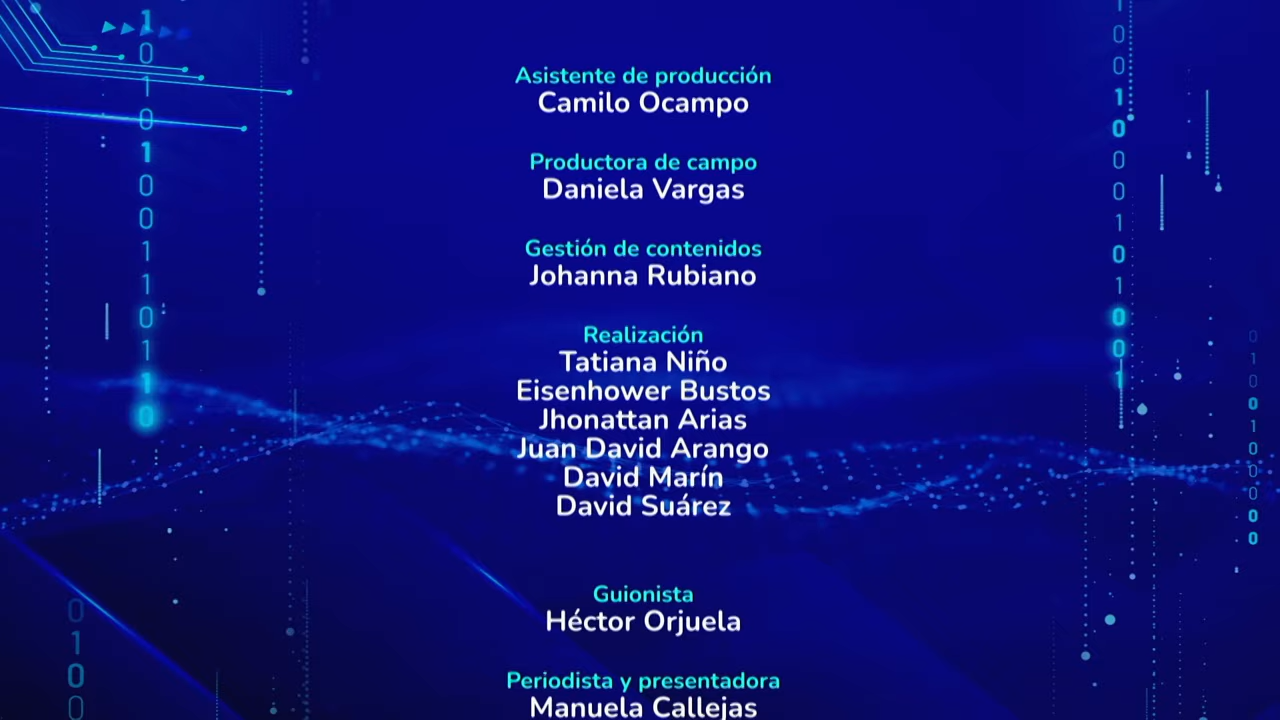 Asistente de producción
Camilo Ocampo
Productora de campo
Daniela Vargas
Gestión de contenidos
Johanna Rubiano
Realización
Tatiana Niño
Eisenhower Bustos
Jhonattan Arias
Juan David Arango
David Marín
David Suárez
Guionista
Héctor Orjuela
Periodista y presentadora
Manuela Callejas